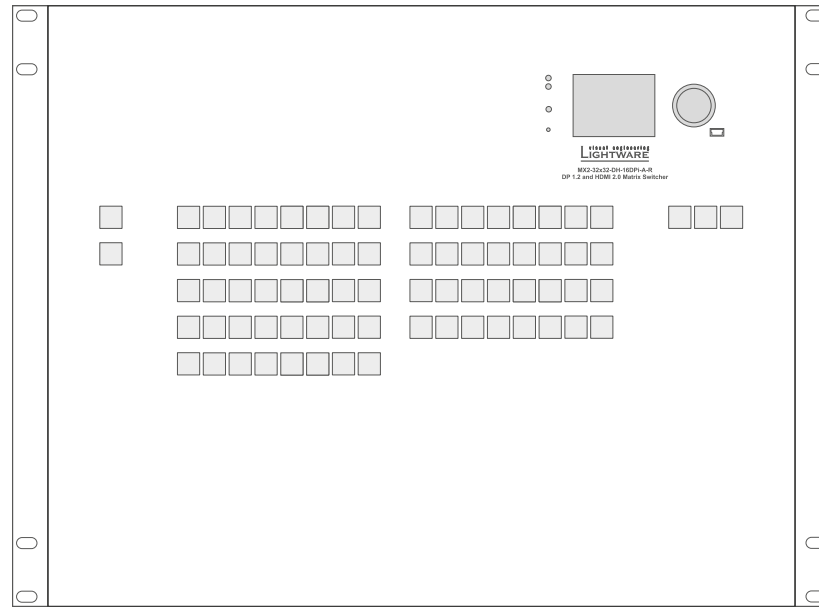 visual engineering
LIGHTWARE
MX2-32x32-DH-16DPi-A-R
DP 1.2 and HDMI 2.0 Matrix Switcher